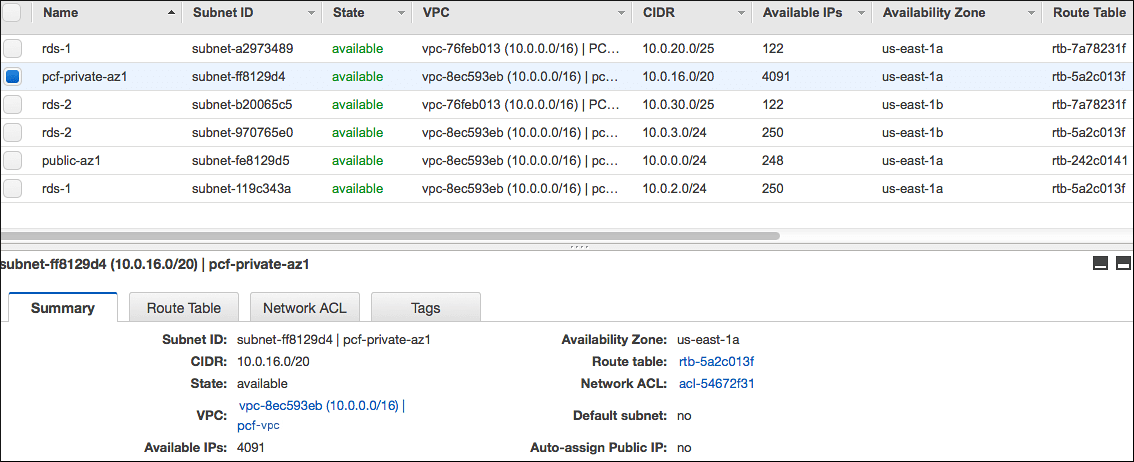 Name Subnet ID State VPC CIDR Available IPs Availability Zone Route Table
rds-1 subnet-a2973489 available vpc-76feb013 (10.0.0.0/16) | PC... 10.0.20.0/25 122 us-east-1a rtb-7a78231f
pcf-private-az1 subnet-ff8129d4 available vpc-8ec593eb (10.0.0.0/16) | pc... 10.0.16.0/20 4091 us-east-1a rtb-5a2c013f
rds-2 subnet-b20065c5 available vpc-76feb013 (10.0.0.0/16) | PC... 10.0.30.0/25 122 us-east-1b rtb-7a78231f
rds-2 subnet-970765e0 available vpc-8ec593eb (10.0.0.0/16) | pc... 10.0.3.0/24 250 us-east-1b rtb-5a2c013f
public-az1 subnet-fe8129d5 available vpc-8ec593eb (10.0.0.0/16) | pc... 10.0.0.0/24 248 us-east-1a rtb-242c0141
rds-1 subnet-119c343a available vpc-8ec593eb (10.0.0.0/16) | pc... 10.0.2.0/24 250 us-east-1a rtb-5a2c013f
subnet-ff8129d4 (10.0.16.0/20) | pcf-private-az1
Summary Route Table Network ACL Tags
Subnet ID: subnet-ff8129d4 | pcf-private-az1 Availability Zone: us-east-1a
CIDR: 10.0.16.0/20 Route table: rtb-5a2c013f
State: available Network ACL: acl-54672f31
VPC: vpc-8ec593eb (10.0.0.0/16) | pcf-vpc Default subnet: no
Available IPs: 4091 Auto-assign Public IP: no